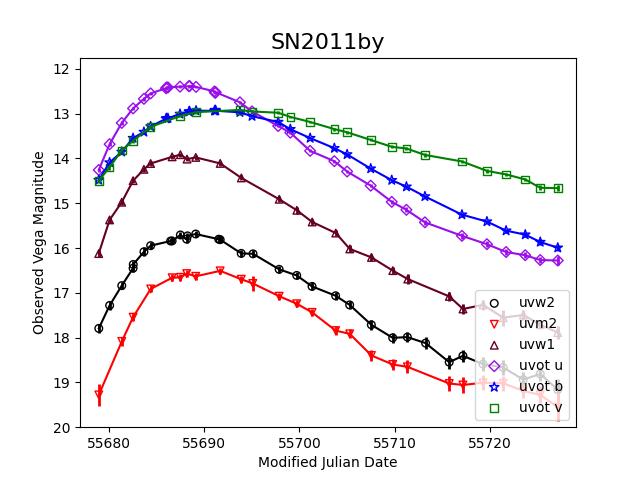 SN2011by
12
13
14
15
16
17
18
19
20
Observed Vega Magnitude
uvw2
uvm2
uvw1
uvot u
uvot b
uvot v
55680 55690 55700 55710 55720
Modified Julian Date